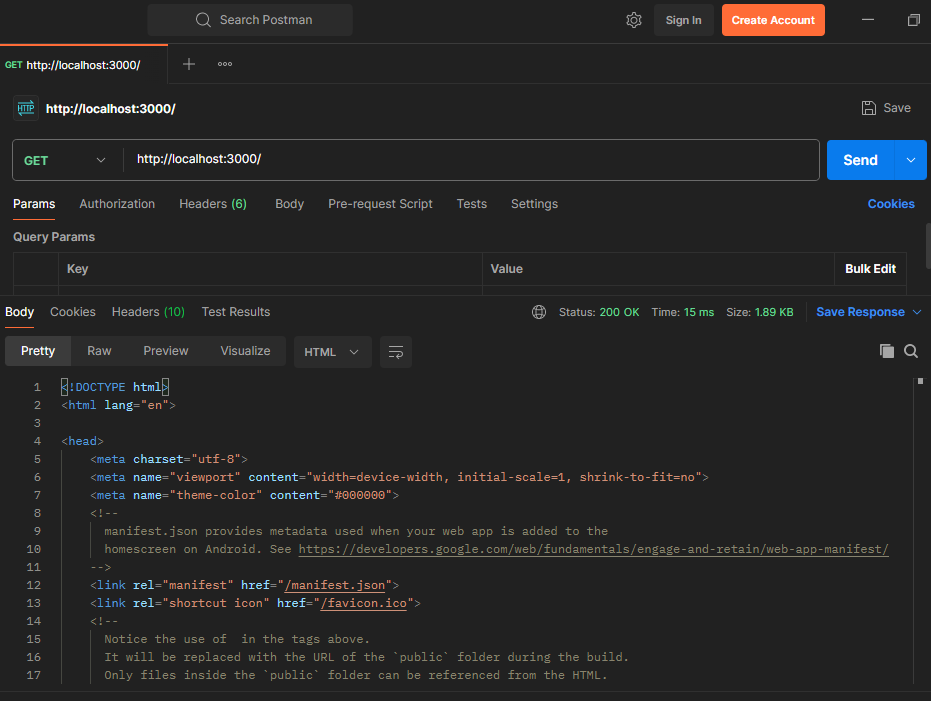 Search Postman
Sign In
Create Account
GET http://localhost:3000/
HTTP http://localhost:3000/
Save
GET
http://localhost:3000/
Send
Params Authorization Headers (6) Body Pre-request Script Tests Settings Cookies
Query Params
Key Value Bulk Edit
Body Cookies Headers (10) Test Results Status: 200 OK Time: 15 ms Size: 1.89 KB Save Response
Pretty Raw Preview Visualize HTML
1 <!DOCTYPE html>
2 <html lang="en">
3
4 <head>
5 <meta charset="utf-8">
6 <meta name="viewport" content="width=device-width, initial-scale=1, shrink-to-fit=no">
7 <meta name="theme-color" content="#000000">
8 <!--
9 manifest.json provides metadata used when your web app is added to the
10 homescreen on Android. See https://developers.google.com/web/fundamentals/engage-and-retain/web-app-manifest/
11 -->
12 <link rel="manifest" href="/manifest.json">
13 <link rel="shortcut icon" href="/favicon.ico">
14 <!--
15 Notice the use of  in the tags above.
16 It will be replaced with the URL of the `public` folder during the build.
17 Only files inside the `public` folder can be referenced from the HTML.